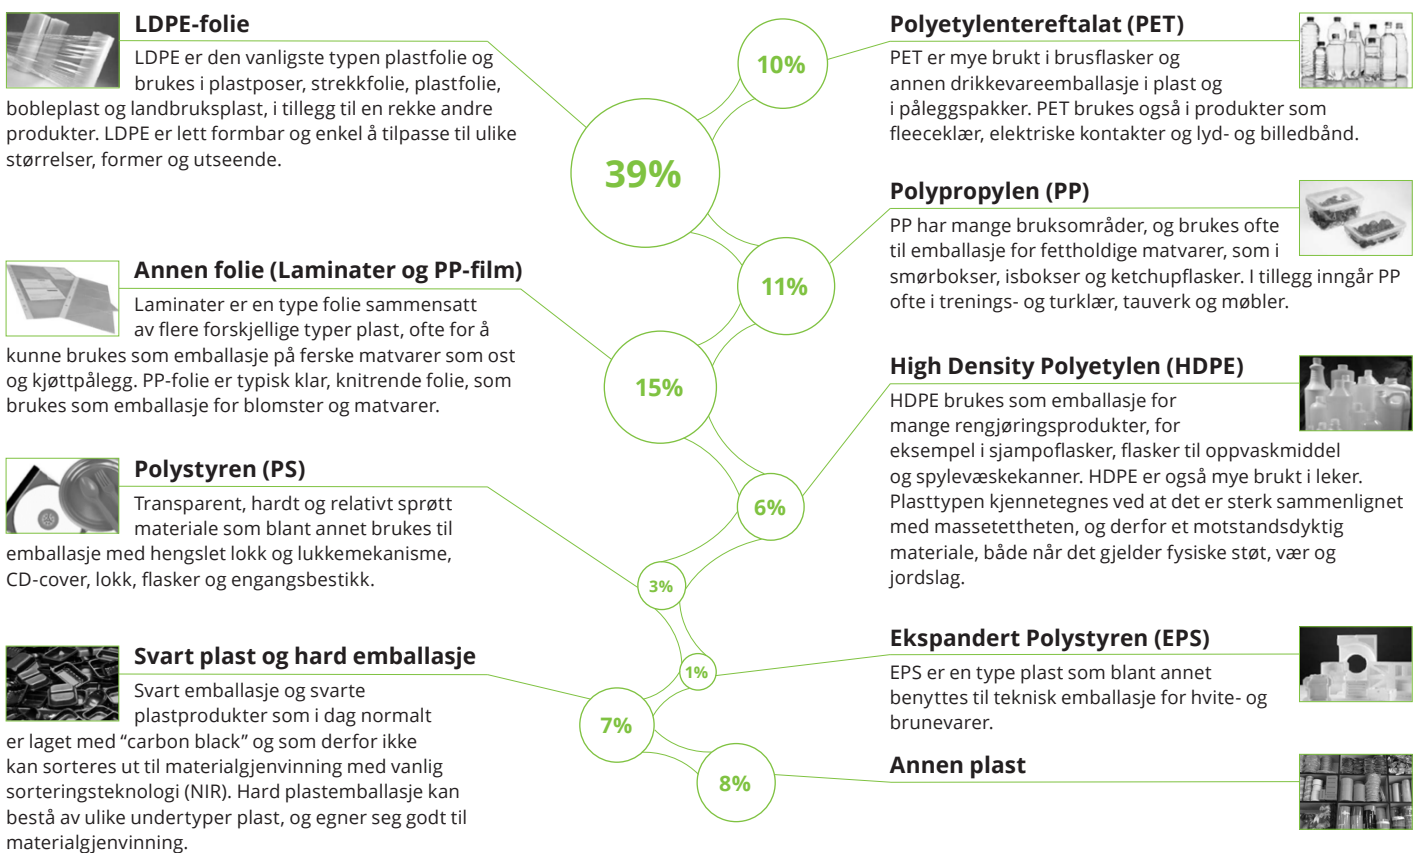 LDPE-folie
LDPE er den vanligste typen plastfolie og
brukes i plastposer, strekkfolie, plastfolie,
bobleplast og landbruksplast, i tillegg til en rekke andre
produkter. LDPE er lett formbar og enkel å tilpasse til ulike
størrelser, former og utseende.
39%
Polyetylentereftalat (PET)
PET er mye brukt i brusflasker og
annen drikkevareemballasje i plast og
i påleggspakker. PET brukes også i produkter som
fleeceklær, elektriske kontakter og lyd- og billedbånd.
10%
Polypropylen (PP)
PP har mange bruksområder, og brukes ofte
til emballasje for fettholdige matvarer, som i
smørbokser, isbokser og ketchupflasker. I tillegg inngår PP
ofte i trenings- og turklær, tauverk og møbler.
11%
Annen folie (Laminater og PP-film)
Laminater er en type folie sammensatt
av flere forskjellige typer plast, ofte for å
kunne brukes som emballasje på ferske matvarer som ost
og kjøttpålegg. PP-folie er typisk klar, knitrende folie, som
brukes som emballasje for blomster og matvarer.
15%
High Density Polyetylen (HDPE)
HDPE brukes som emballasje for
mange rengjøringsprodukter, for
eksempel i sjampoflasker, flasker til oppvaskmiddel
og spylevæskekanner. HDPE er også mye brukt i leker.
Plasttypen kjennetegnes ved at det er sterk sammenlignet
med massetettheten, og derfor et motstandsdyktig
materiale, både når det gjelder fysiske støt, vær og
jordslag.
6%
Polystyren (PS)
Transparent, hardt og relativt sprøtt
materiale som blant annet brukes til
emballasje med hengslet lokk og lukkemekanisme,
CD-cover, lokk, flasker og engangsbestikk.
3%
Ekspandert Polystyren (EPS)
EPS er en type plast som blant annet
benyttes til teknisk emballasje for hvite- og
brunevarer.
1%
Svart plast og hard emballasje
Svart emballasje og svarte
plastprodukter som i dag normalt
er laget med “carbon black” og som derfor ikke
kan sorteres ut til materialgjenvinning med vanlig
sorteringsteknologi (NIR). Hard plastemballasje kan
bestå av ulike undertyper plast, og egner seg godt til
materialgjenvinning.
7%
Annen plast
8%